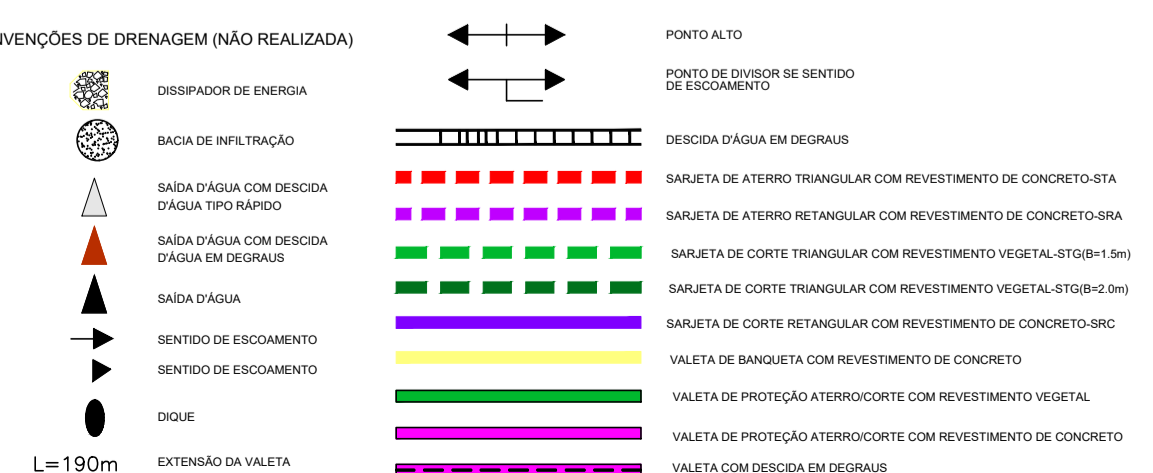 NVENÇÕES DE DRENAGEM (NÃO REALIZADA)
DISSIPADOR DE ENERGIA
BACIA DE INFILTRAÇÃO
SAÍDA D'ÁGUA COM DESCIDA
D'ÁGUA TIPO RÁPIDO
SAÍDA D'ÁGUA COM DESCIDA
D'ÁGUA EM DEGRAUS
SAÍDA D'ÁGUA
SENTIDO DE ESCOAMENTO
SENTIDO DE ESCOAMENTO
DIQUE
L=190m EXTENSÃO DA VALETA
PONTO ALTO
PONTO DE DIVISOR SE SENTIDO
DE ESCOAMENTO
DESCIDA D'ÁGUA EM DEGRAUS
SARJETA DE ATERRO TRIANGULAR COM REVESTIMENTO DE CONCRETO-STA
SARJETA DE ATERRO RETANGULAR COM REVESTIMENTO DE CONCRETO-SRA
SARJETA DE CORTE TRIANGULAR COM REVESTIMENTO VEGETAL-STG(B=1.5m)
SARJETA DE CORTE TRIANGULAR COM REVESTIMENTO VEGETAL-STG(B=2.0m)
SARJETA DE CORTE RETANGULAR COM REVESTIMENTO DE CONCRETO-SRC
VALETA DE BANQUETA COM REVESTIMENTO DE CONCRETO
VALETA DE PROTEÇÃO ATERRO/CORTE COM REVESTIMENTO VEGETAL
VALETA DE PROTEÇÃO ATERRO/CORTE COM REVESTIMENTO DE CONCRETO
VALETA COM DESCIDA EM DEGRAUS